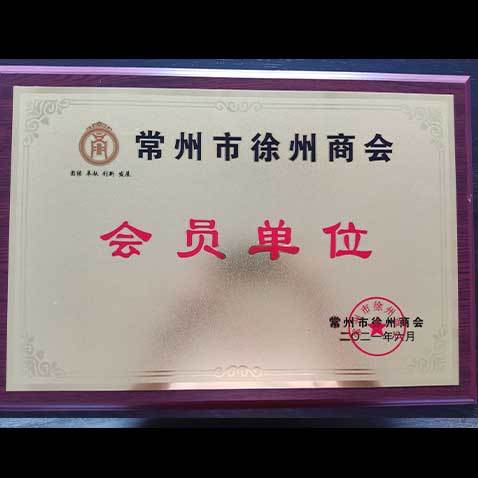 常州市徐州商会
团结 奉献 创新 发展
会员单位
常州市徐州商会
二〇二一年六月